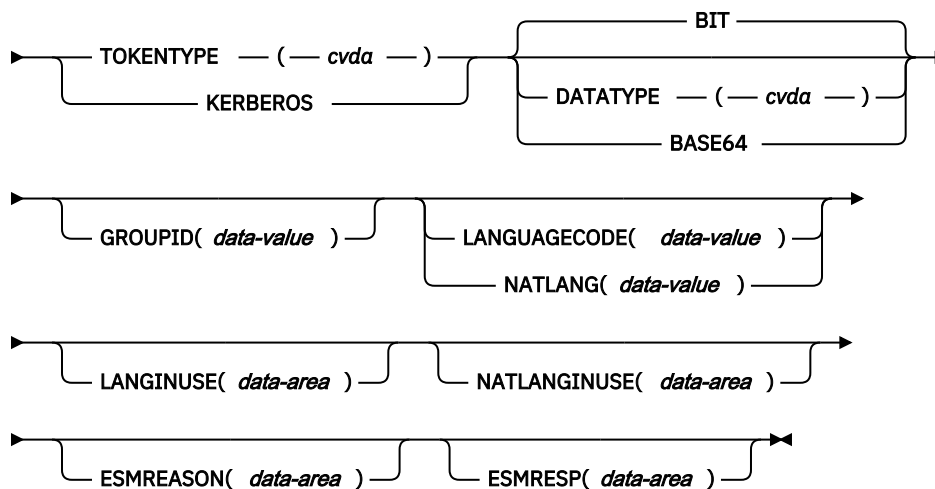 BIT
TOKENTYPE ( cvda )
KERBEROS
DATATYPE ( cvda )
BASE64
GROUPID( data-value )
LANGUAGECODE( data-value )
NATLANG( data-value )
LANGINUSE( data-area )
NATLANGINUSE( data-area )
ESMREASON( data-area )
ESMRESP( data-area )